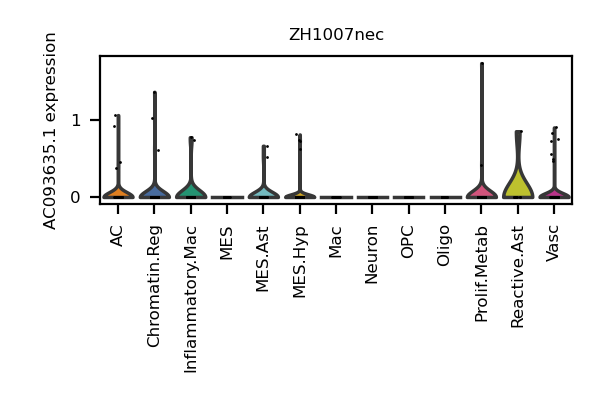 ZH1007nec
AC093635.1 expression
1
0
AC
Chromatin.Reg
Inflammatory.Mac
MES
MES.Ast
MES.Hyp
Mac
Neuron
OPC
Oligo
Prolif.Metab
Reactive.Ast
Vasc